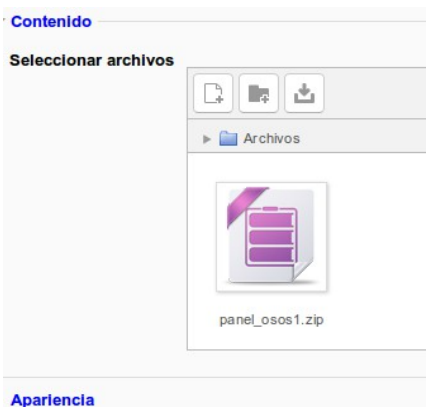 Contenido
Seleccionar archivos
Archivos
panel_osos1.zip
Apariencia